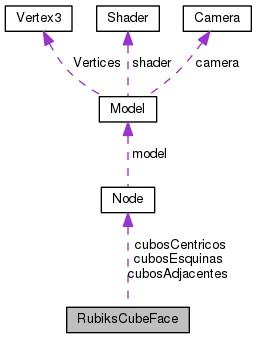 Vertex3 Shader Camera
Vertices shader camera
Model
model
Node
cubosCentricos
cubosEsquinas
cubosAdjacentes
RubiksCubeFace